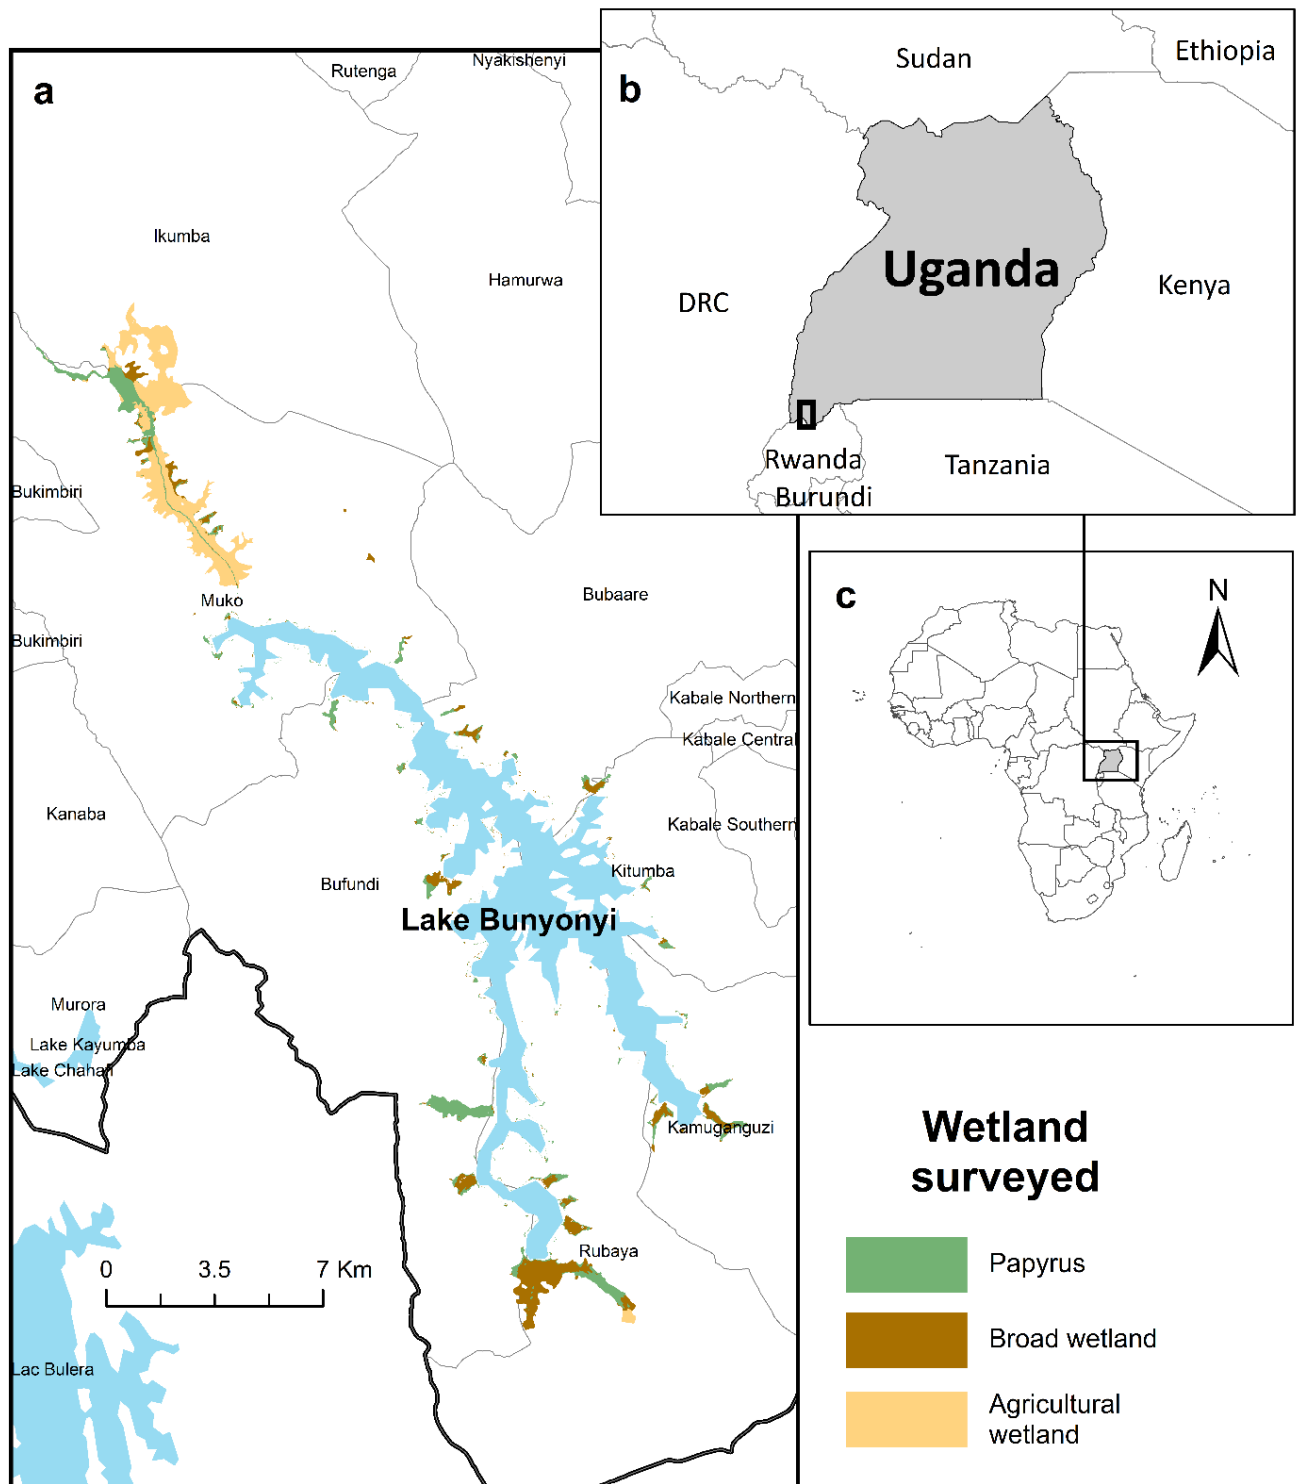 a
Rutenga
Nyakishenyi
Ikumba
Hamurwa
Bukimbiri
Muko
Bubaare
Bukimbiri
Kabale Northern
Kabale Central
Kanaba
Kabale Southern
Kitumba
Bufundi
Lake Bunyonyi
Murora
Lake Kayumba
Lake Chahafi
Kamuganguzi
Rubaya
0 3.5 7 Km
Lac Bulera
b
Sudan
Ethiopia
Uganda
DRC
Kenya
Rwanda
Tanzania
Burundi
c
N
Wetland
surveyed
Papyrus
Broad wetland
Agricultural
wetland